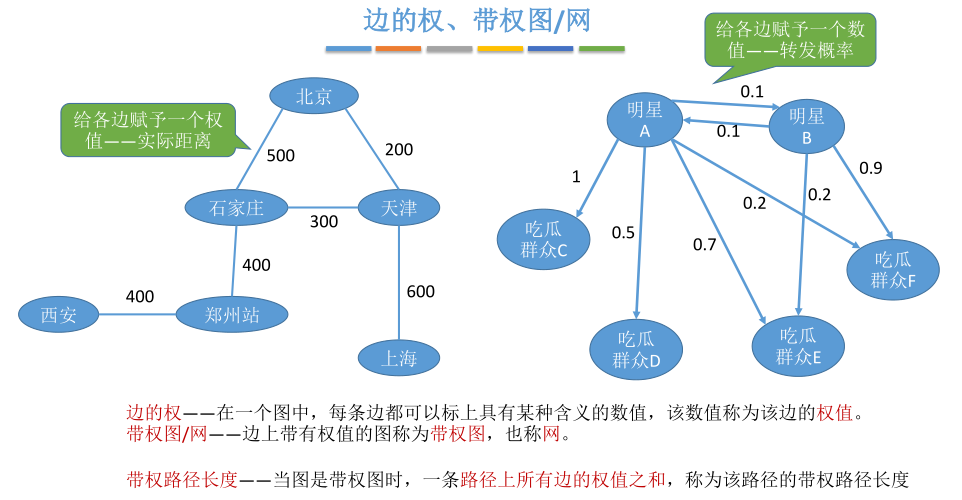 边的权、带权图/网
给各边赋予一个权
值——实际距离
北京
500
200
石家庄
300
天津
400
600
西安
400
郑州站
上海
给各边赋予一个数
值——转发概率
明星
A
0.1
0.1
明星
B
1
0.5
0.7
0.2
0.2
0.9
吃瓜
群众C
吃瓜
群众D
吃瓜
群众E
吃瓜
群众F
边的权——在一个图中，每条边都可以标上具有某种含义的数值，该数值称为该边的权值。
带权图/网——边上带有权值的图称为带权图，也称网。
带权路径长度——当图是带权图时，一条路径上所有边的权值之和，称为该路径的带权路径长度